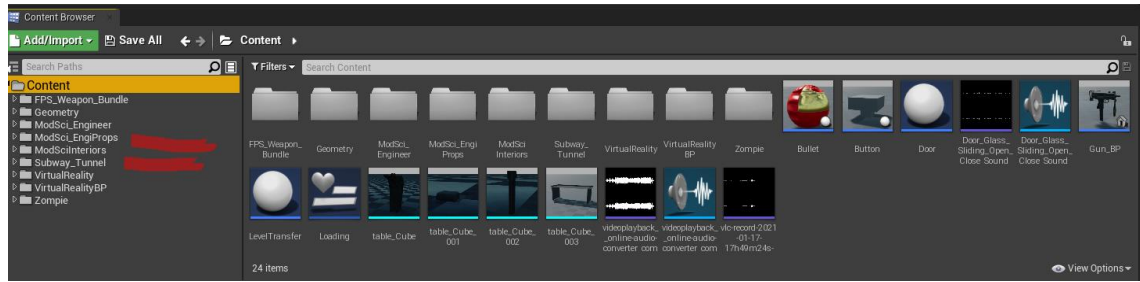 Content Browser
Add/Import Save All Content
Search Paths
Filters Search Content
Content
FPS_Weapon_Bundle
Geometry
ModSci_Engineer
ModSci_EngiProps
ModSciInteriors
Subway_Tunnel
VirtualReality
VirtualRealityBP
Zompie
FPS_Weapon_
Bundle
Geometry
ModSci_
Engineer
ModSci_Engi
Props
ModSci
Interiors
Subway_
Tunnel
VirtualReality
VirtualReality
BP
Zompie
Bullet
Button
Door
Door_Glass_
Sliding_Open_
Close Sound
Door_Glass_
Sliding_Open_
Close Sound
Gun_BP
LevelTransfer
Loading
table_Cube
table_Cube_
001
table_Cube_
002
table_Cube_
003
videoplayback_
_online-audio-
converter com
videoplayback_
_online-audio-
converter com
vlc-record-2021
-01-17-
17h49m24s-
24 items
View Options